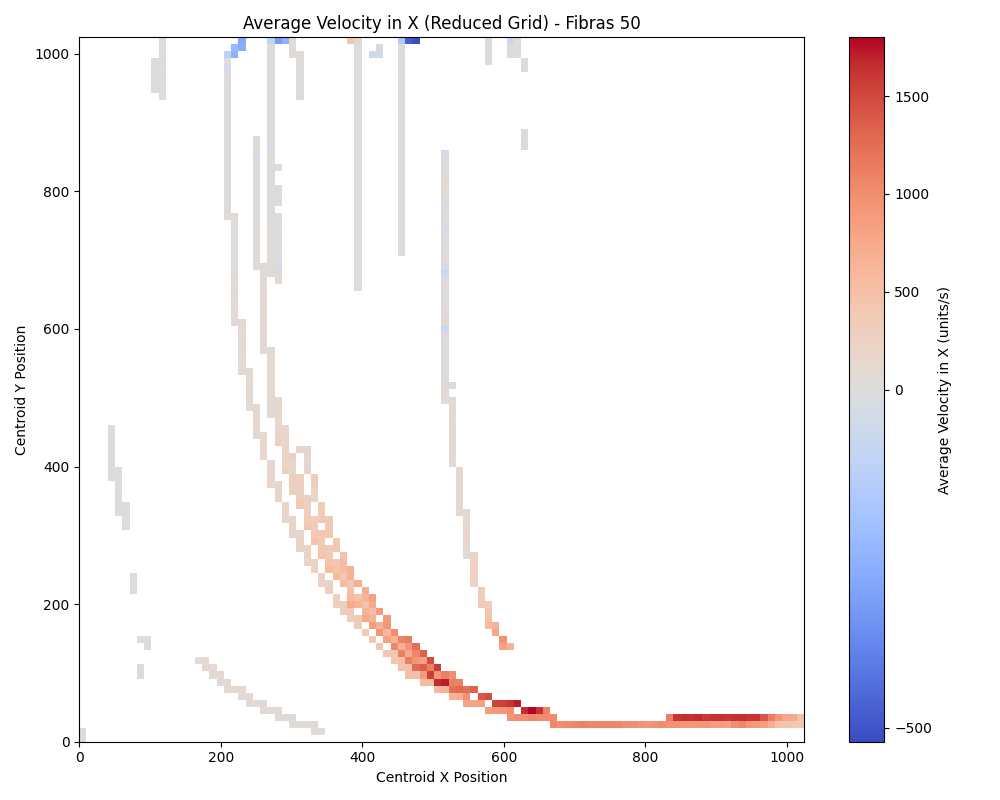 Average Velocity in X (Reduced Grid) - Fibras 50
1000
800
600
400
200
0
Centroid Y Position
0 200 400 600 800 1000
Centroid X Position
1500
1000
500
0
−500
Average Velocity in X (units/s)